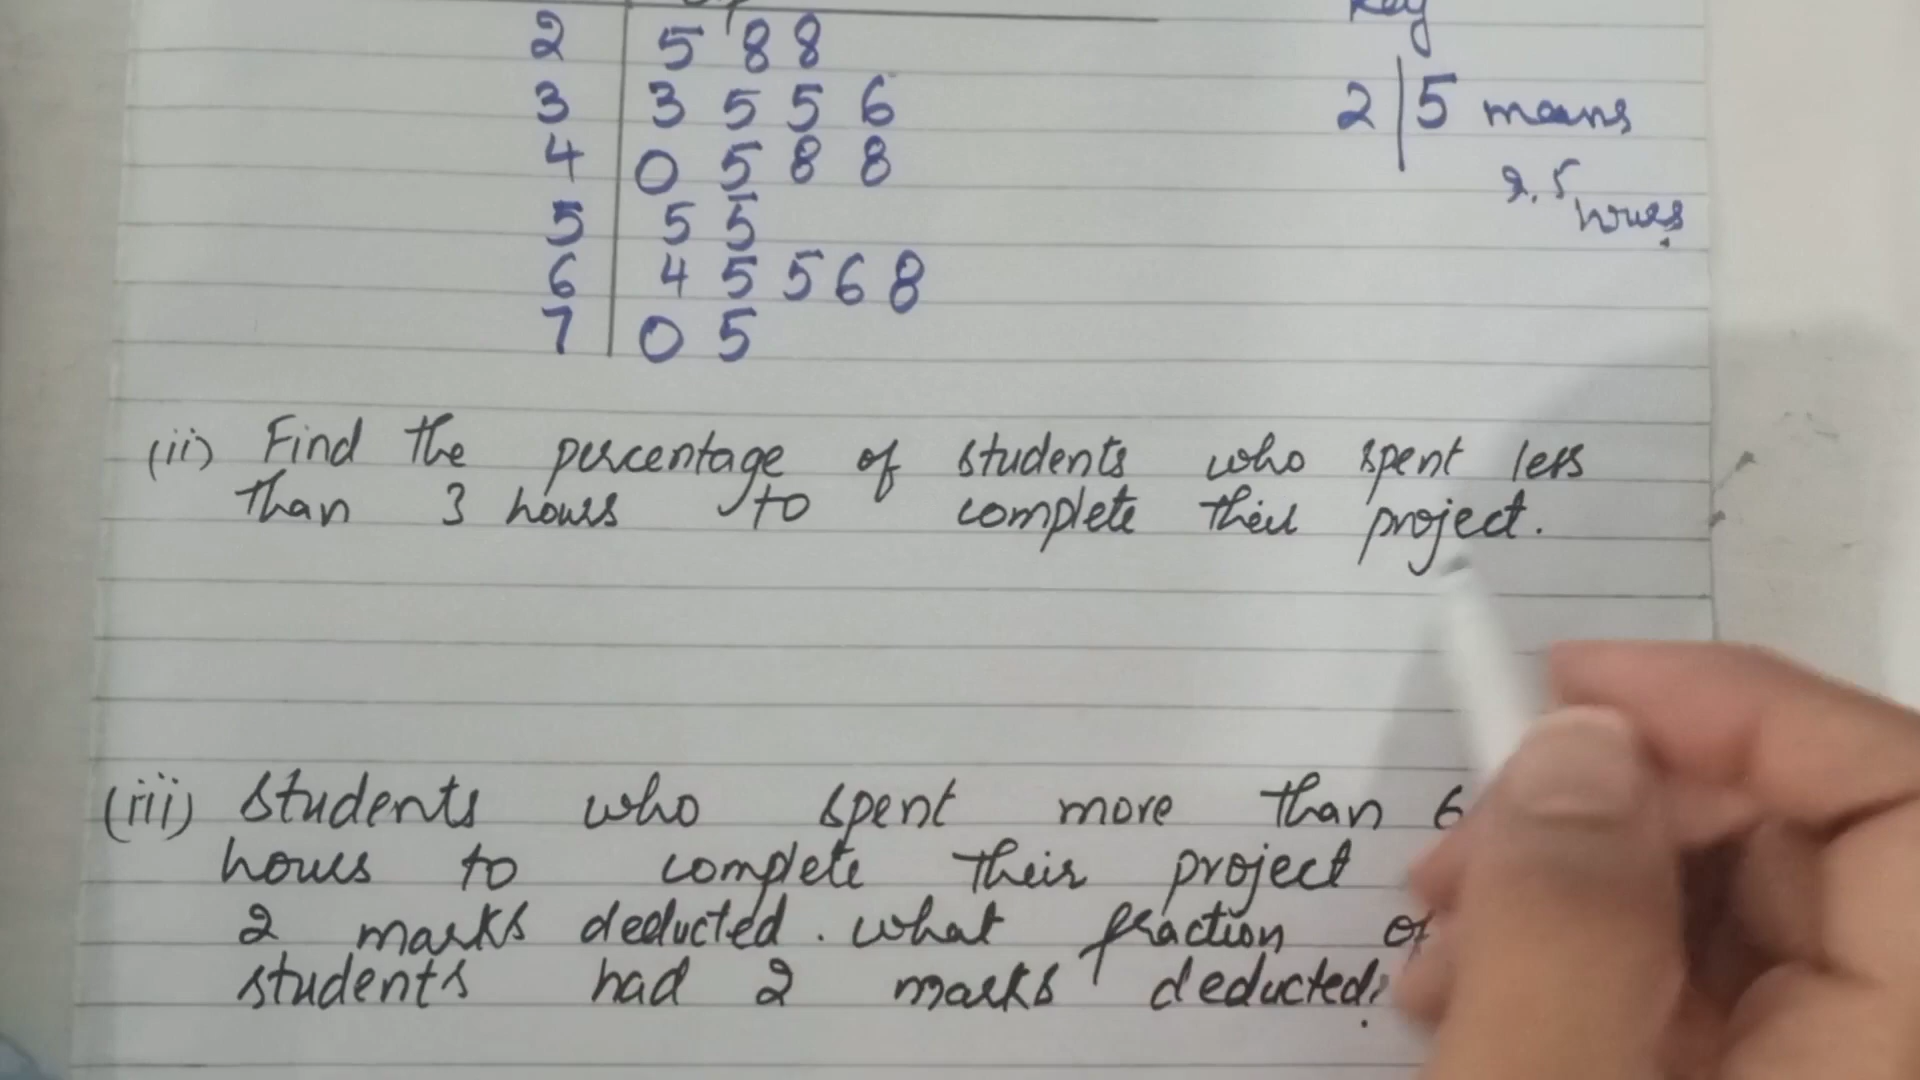 Key
2 | 5 8 8
3 | 3 5 5 6
2 | 5 means
4 | 0 5 8 8
2.5
hours
5 | 5 5
6 | 4 5 5 6 8
7 | 0 5
(ii) Find the percentage of students who spent less
than 3 hours to complete their project.
(iii) Students who spent more than 6
hours to complete their project
2 marks deducted. what fraction of
students had 2 marks deducted?